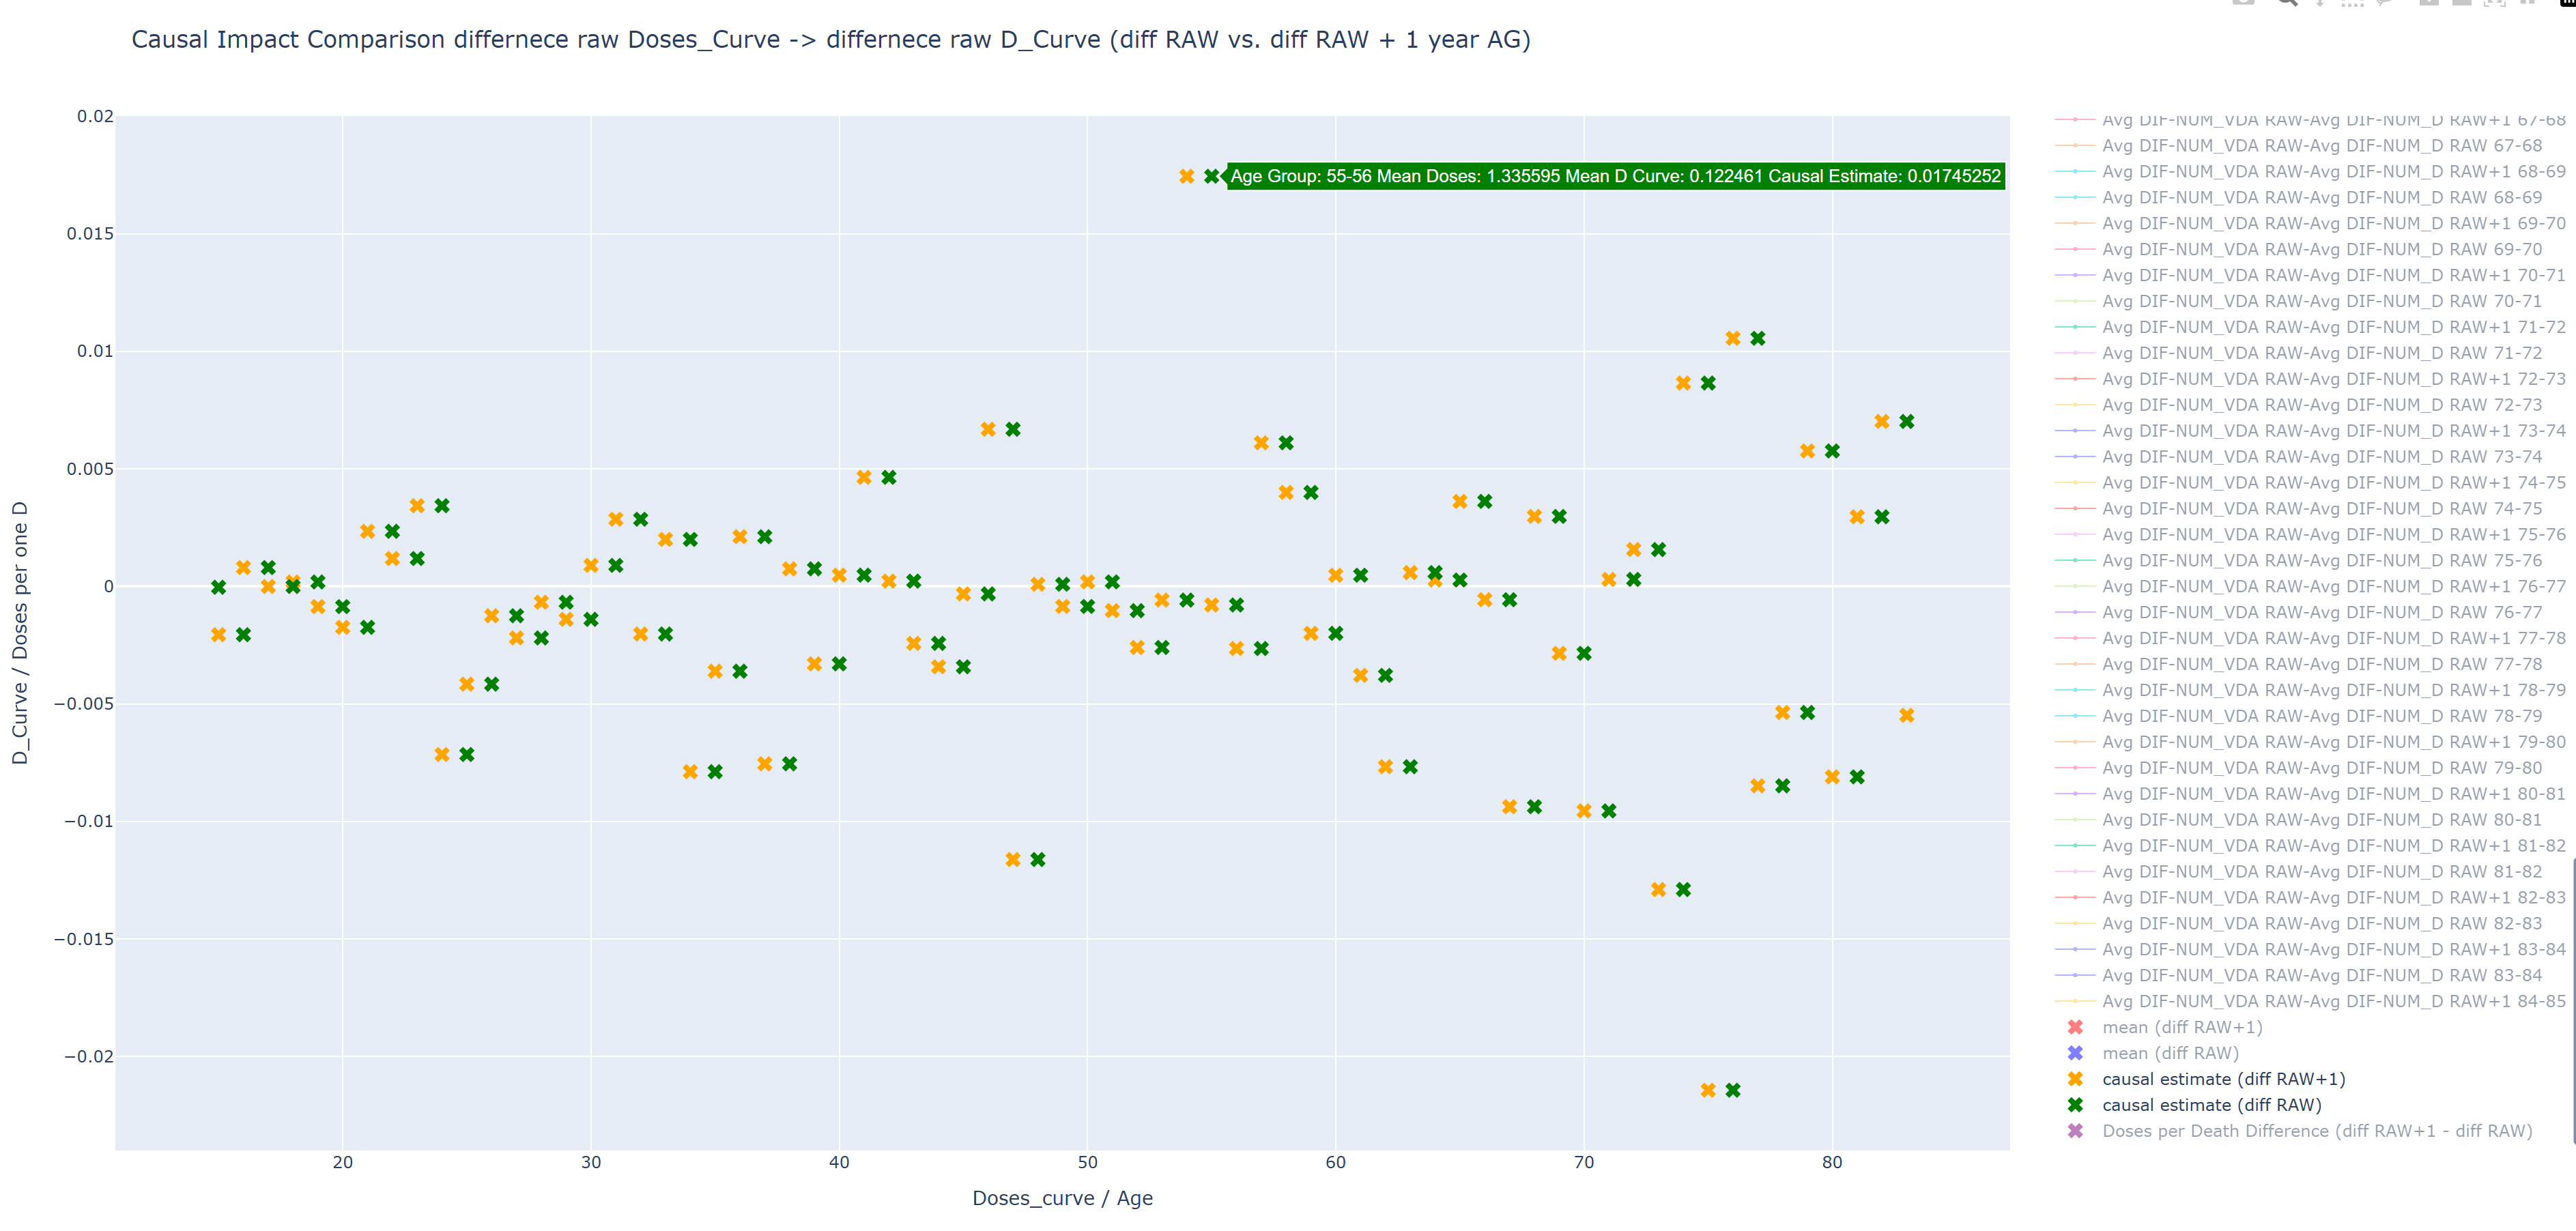 Causal Impact Comparison differnece raw Doses_Curve -> differnece raw D_Curve (diff RAW vs. diff RAW + 1 year AG)
D_Curve / Doses per one D
0.02
0.015
0.01
0.005
0
−0.005
−0.01
−0.015
−0.02
Age Group: 55-56 Mean Doses: 1.335595 Mean D Curve: 0.122461 Causal Estimate: 0.01745252
20 30 40 50 60 70 80
Doses_curve / Age
Avg DIF-NUM_VDA RAW-Avg DIF-NUM_D RAW+1 67-68
Avg DIF-NUM_VDA RAW-Avg DIF-NUM_D RAW 67-68
Avg DIF-NUM_VDA RAW-Avg DIF-NUM_D RAW+1 68-69
Avg DIF-NUM_VDA RAW-Avg DIF-NUM_D RAW 68-69
Avg DIF-NUM_VDA RAW-Avg DIF-NUM_D RAW+1 69-70
Avg DIF-NUM_VDA RAW-Avg DIF-NUM_D RAW 69-70
Avg DIF-NUM_VDA RAW-Avg DIF-NUM_D RAW+1 70-71
Avg DIF-NUM_VDA RAW-Avg DIF-NUM_D RAW 70-71
Avg DIF-NUM_VDA RAW-Avg DIF-NUM_D RAW+1 71-72
Avg DIF-NUM_VDA RAW-Avg DIF-NUM_D RAW 71-72
Avg DIF-NUM_VDA RAW-Avg DIF-NUM_D RAW+1 72-73
Avg DIF-NUM_VDA RAW-Avg DIF-NUM_D RAW 72-73
Avg DIF-NUM_VDA RAW-Avg DIF-NUM_D RAW+1 73-74
Avg DIF-NUM_VDA RAW-Avg DIF-NUM_D RAW 73-74
Avg DIF-NUM_VDA RAW-Avg DIF-NUM_D RAW+1 74-75
Avg DIF-NUM_VDA RAW-Avg DIF-NUM_D RAW 74-75
Avg DIF-NUM_VDA RAW-Avg DIF-NUM_D RAW+1 75-76
Avg DIF-NUM_VDA RAW-Avg DIF-NUM_D RAW 75-76
Avg DIF-NUM_VDA RAW-Avg DIF-NUM_D RAW+1 76-77
Avg DIF-NUM_VDA RAW-Avg DIF-NUM_D RAW 76-77
Avg DIF-NUM_VDA RAW-Avg DIF-NUM_D RAW+1 77-78
Avg DIF-NUM_VDA RAW-Avg DIF-NUM_D RAW 77-78
Avg DIF-NUM_VDA RAW-Avg DIF-NUM_D RAW+1 78-79
Avg DIF-NUM_VDA RAW-Avg DIF-NUM_D RAW 78-79
Avg DIF-NUM_VDA RAW-Avg DIF-NUM_D RAW+1 79-80
Avg DIF-NUM_VDA RAW-Avg DIF-NUM_D RAW 79-80
Avg DIF-NUM_VDA RAW-Avg DIF-NUM_D RAW+1 80-81
Avg DIF-NUM_VDA RAW-Avg DIF-NUM_D RAW 80-81
Avg DIF-NUM_VDA RAW-Avg DIF-NUM_D RAW+1 81-82
Avg DIF-NUM_VDA RAW-Avg DIF-NUM_D RAW 81-82
Avg DIF-NUM_VDA RAW-Avg DIF-NUM_D RAW+1 82-83
Avg DIF-NUM_VDA RAW-Avg DIF-NUM_D RAW 82-83
Avg DIF-NUM_VDA RAW-Avg DIF-NUM_D RAW+1 83-84
Avg DIF-NUM_VDA RAW-Avg DIF-NUM_D RAW 83-84
Avg DIF-NUM_VDA RAW-Avg DIF-NUM_D RAW+1 84-85
mean (diff RAW+1)
mean (diff RAW)
causal estimate (diff RAW+1)
causal estimate (diff RAW)
Doses per Death Difference (diff RAW+1 - diff RAW)